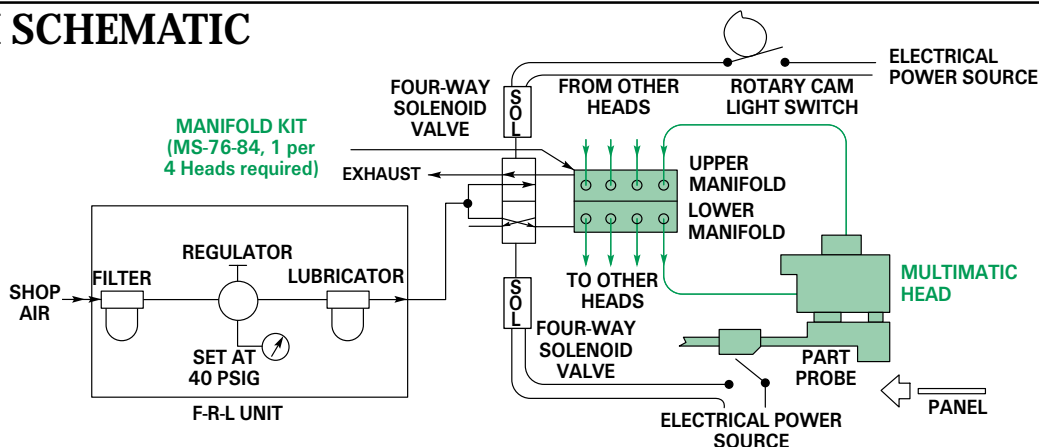 SCHEMATIC
ELECTRICAL
POWER SOURCE
FOUR-WAY
SOLENOID
VALVE
SOL
FROM OTHER
HEADS
ROTARY CAM
LIGHT SWITCH
MANIFOLD KIT
(MS-76-84, 1 per
4 Heads required)
EXHAUST
UPPER
MANIFOLD
LOWER
MANIFOLD
REGULATOR
FILTER
LUBRICATOR
SHOP
AIR
SET AT
40 PSIG
F-R-L UNIT
TO OTHER
HEADS
SOL
FOUR-WAY
SOLENOID
VALVE
MULTIMATIC
HEAD
PART
PROBE
PANEL
ELECTRICAL POWER
SOURCE